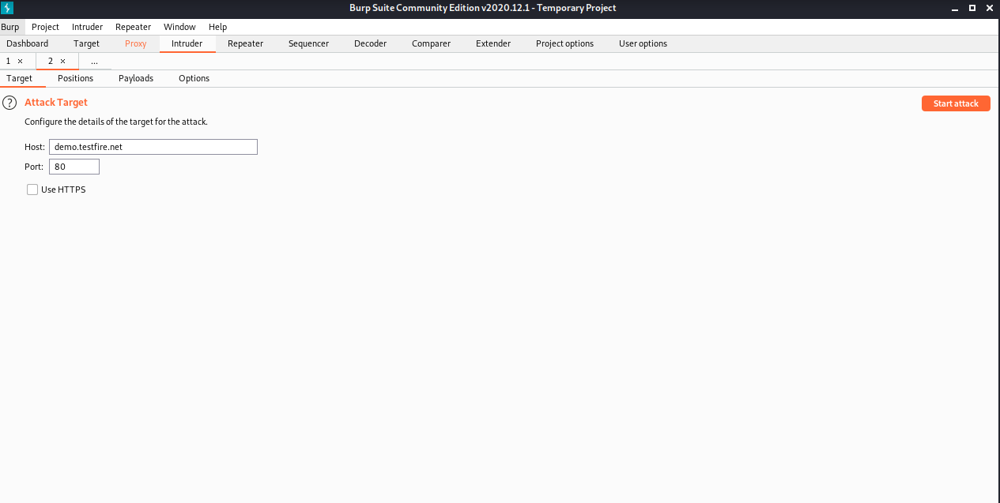 Burp Suite Community Edition v2020.12.1 - Temporary Project
Burp Project Intruder Repeater Window Help
Dashboard Target Proxy Intruder Repeater Sequencer Decoder Comparer Extender Project options User options
1 × 2 × ...
Target Positions Payloads Options
? Attack Target Start attack
Configure the details of the target for the attack.
Host: demo.testfire.net
Port: 80
Use HTTPS